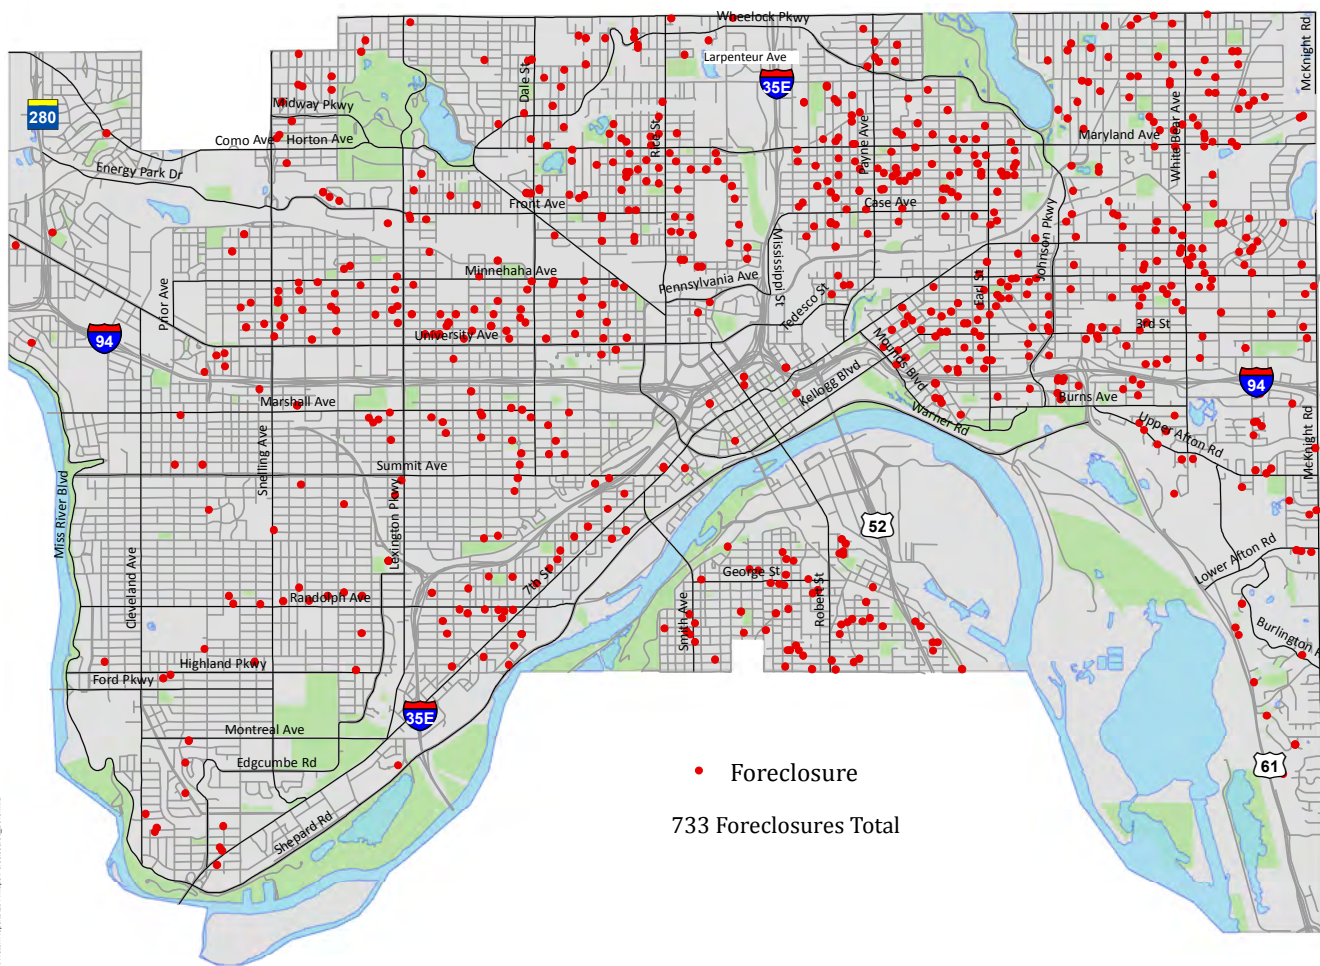 Wheelock Pkwy
McKnight Rd
Larpenteur Ave
35E
Dale St
280
Midway Pkwy
Como Ave
Horton Ave
Rice St
Payne Ave
White Bear Ave
Maryland Ave
Energy Park Dr
Front Ave
Case Ave
Johnson Pkwy
Mississippi St
Minnehaha Ave
Pennsylvania Ave
Prior Ave
Earl St
Tedesco St
94
University Ave
3rd St
Mounds Blvd
Kellogg Blvd
94
Marshall Ave
Burns Ave
Warner Rd
Upper Afton Rd
McKnight Rd
Snelling Ave
Summit Ave
Miss River Blvd
Lexington Pkwy
52
Cleveland Ave
Lower Afton Rd
7th St
George St
Randolph Ave
Smith Ave
Robert St
Burlington R
Highland Pkwy
Ford Pkwy
35E
Montreal Ave
Edgcumbe Rd
61
Foreclosure
Shepard Rd
733 Foreclosures Total